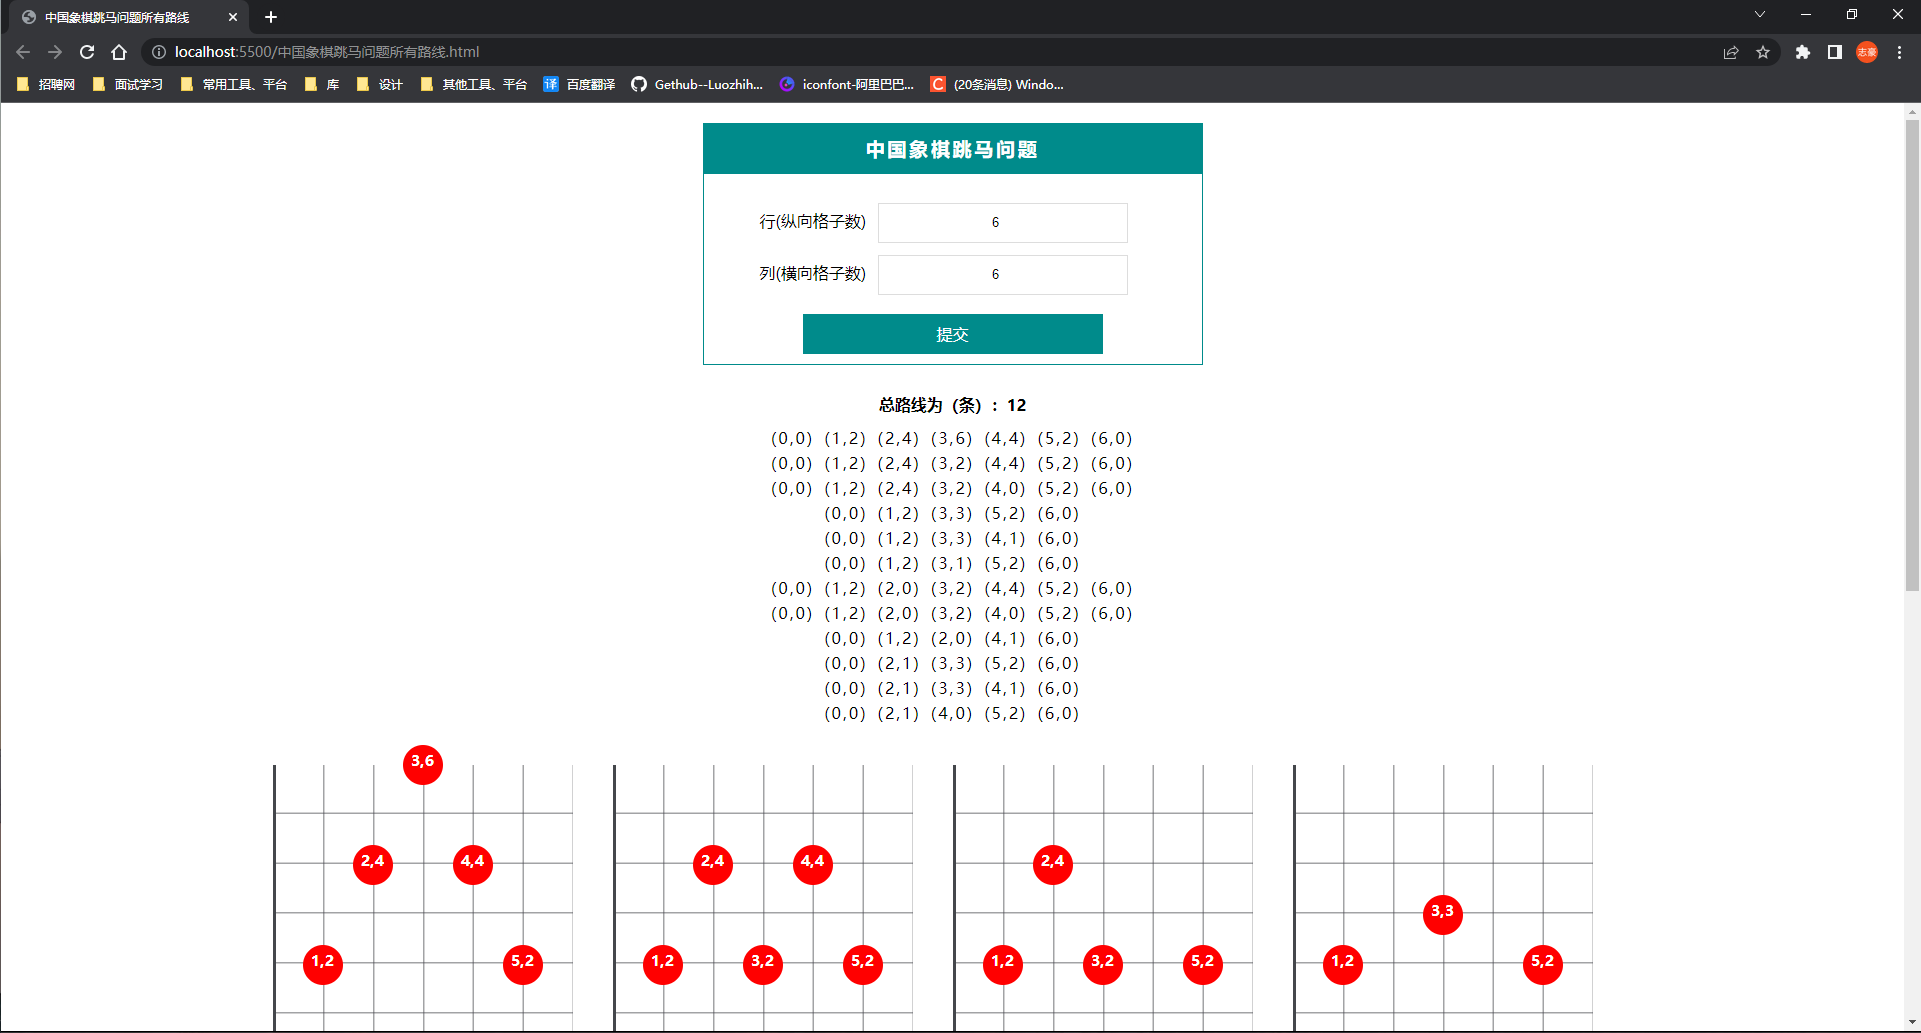 中国象棋跳马问题所有路线
localhost:5500/中国象棋跳马问题所有路线.html
志豪
招聘网 面试学习 常用工具、平台 库 设计 其他工具、平台 译 百度翻译 Gethub--Luozhih... iconfont-阿里巴巴... C (20条消息) Windo...
中国象棋跳马问题
行(纵向格子数) 6
列(横向格子数) 6
提交
总路线为（条）：12
(0,0) (1,2) (2,4) (3,6) (4,4) (5,2) (6,0)
(0,0) (1,2) (2,4) (3,2) (4,4) (5,2) (6,0)
(0,0) (1,2) (2,4) (3,2) (4,0) (5,2) (6,0)
(0,0) (1,2) (3,3) (5,2) (6,0)
(0,0) (1,2) (3,3) (4,1) (6,0)
(0,0) (1,2) (3,1) (5,2) (6,0)
(0,0) (1,2) (2,0) (3,2) (4,4) (5,2) (6,0)
(0,0) (1,2) (2,0) (3,2) (4,0) (5,2) (6,0)
(0,0) (1,2) (2,0) (4,1) (6,0)
(0,0) (2,1) (3,3) (5,2) (6,0)
(0,0) (2,1) (3,3) (4,1) (6,0)
(0,0) (2,1) (4,0) (5,2) (6,0)
3,6
2,4 4,4
1,2 5,2
2,4 4,4
1,2 3,2 5,2
2,4
1,2 3,2 5,2
3,3
1,2 5,2